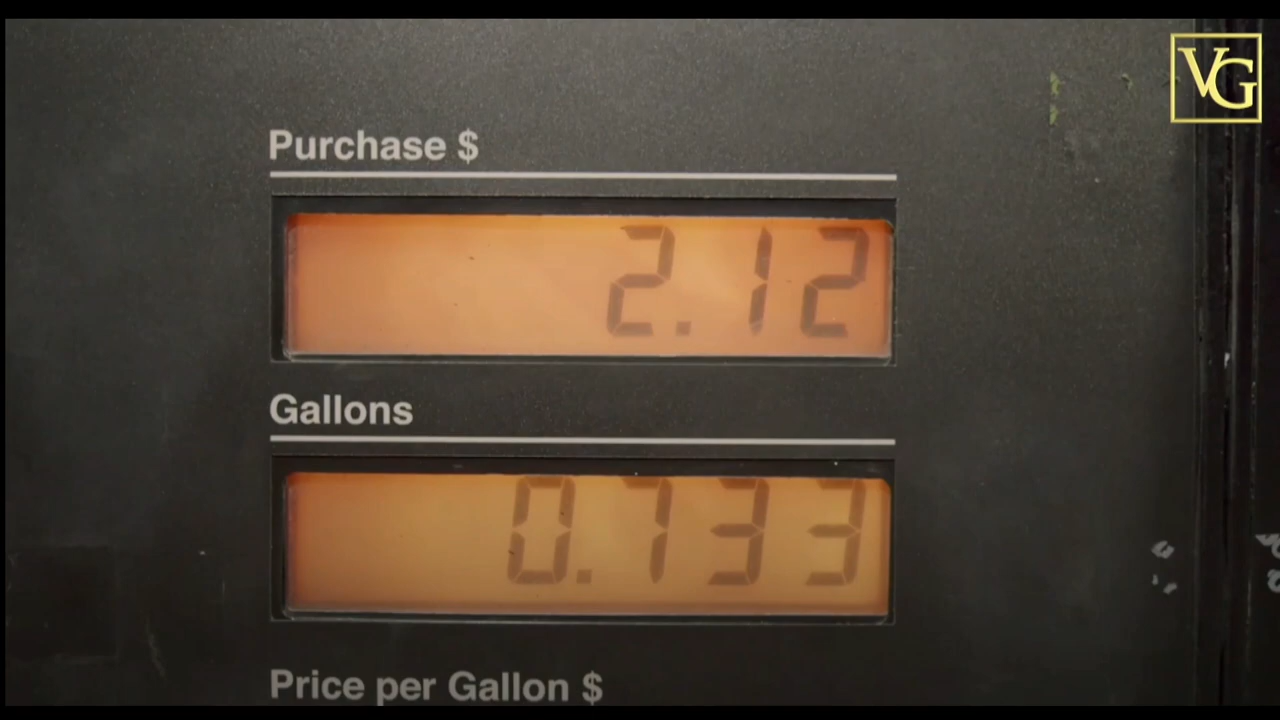 VG
Purchase $
2.12
Gallons
0.733
Price per Gallon $